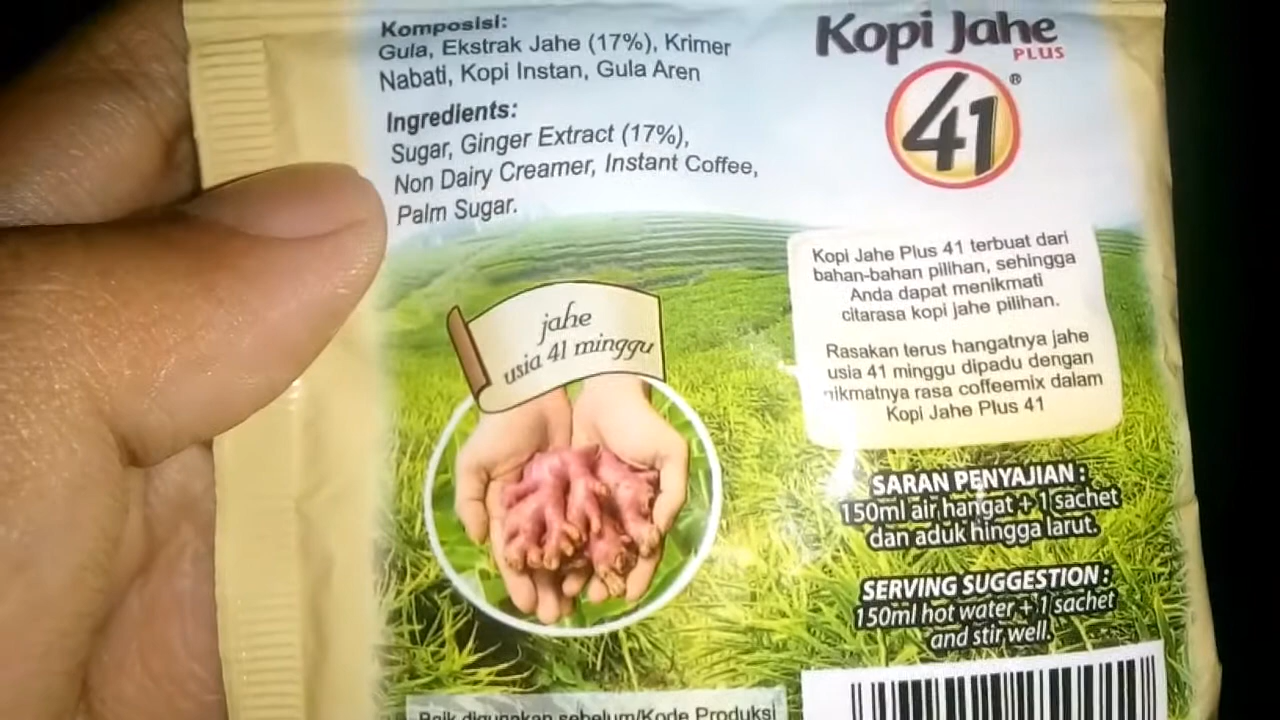 Komposisi:
Gula, Ekstrak Jahe (17%), Krimer
Nabati, Kopi Instan, Gula Aren
Ingredients:
Sugar, Ginger Extract (17%),
Non Dairy Creamer, Instant Coffee,
Palm Sugar.
jahe
usia 41 minggu
Kopi Jahe
PLUS
41®
Kopi Jahe Plus 41 terbuat dari
bahan-bahan pilihan, sehingga
Anda dapat menikmati
citarasa kopi jahe pilihan.
Rasakan terus hangatnya jahe
usia 41 minggu dipadu dengan
nikmatnya rasa coffeemix dalam
Kopi Jahe Plus 41
SARAN PENYAJIAN :
150ml air hangat + 1 sachet
dan aduk hingga larut.
SERVING SUGGESTION :
150ml hot water + 1 sachet
and stir well.
Baik digunakan sebelum/Kode Produksi